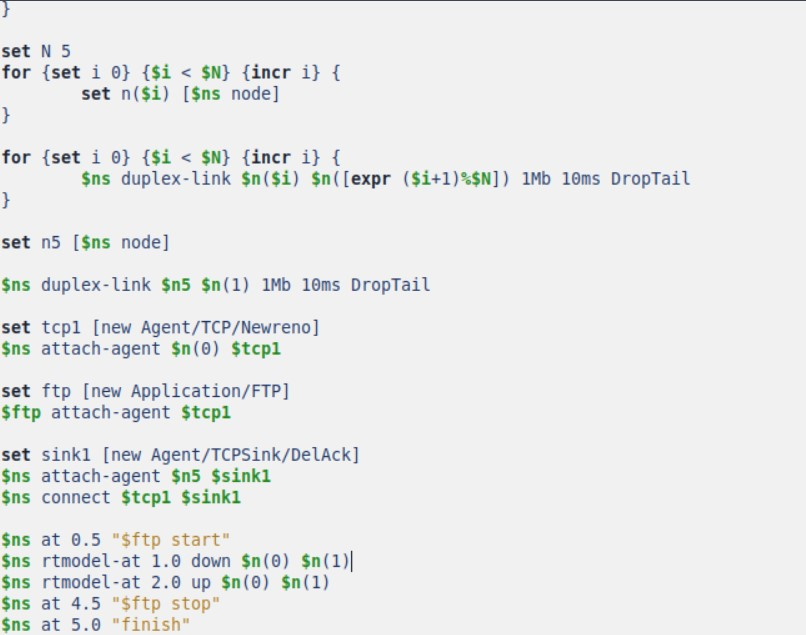 }
set N 5
for {set i 0} {$i < $N} {incr i} {
set n($i) [$ns node]
}
for {set i 0} {$i < $N} {incr i} {
$ns duplex-link $n($i) $n([expr ($i+1)%$N]) 1Mb 10ms DropTail
}
set n5 [$ns node]
$ns duplex-link $n5 $n(1) 1Mb 10ms DropTail
set tcp1 [new Agent/TCP/Newreno]
$ns attach-agent $n(0) $tcp1
set ftp [new Application/FTP]
$ftp attach-agent $tcp1
set sink1 [new Agent/TCPSink/DelAck]
$ns attach-agent $n5 $sink1
$ns connect $tcp1 $sink1
$ns at 0.5 "$ftp start"
$ns rtmodel-at 1.0 down $n(0) $n(1)
$ns rtmodel-at 2.0 up $n(0) $n(1)
$ns at 4.5 "$ftp stop"
$ns at 5.0 "finish"